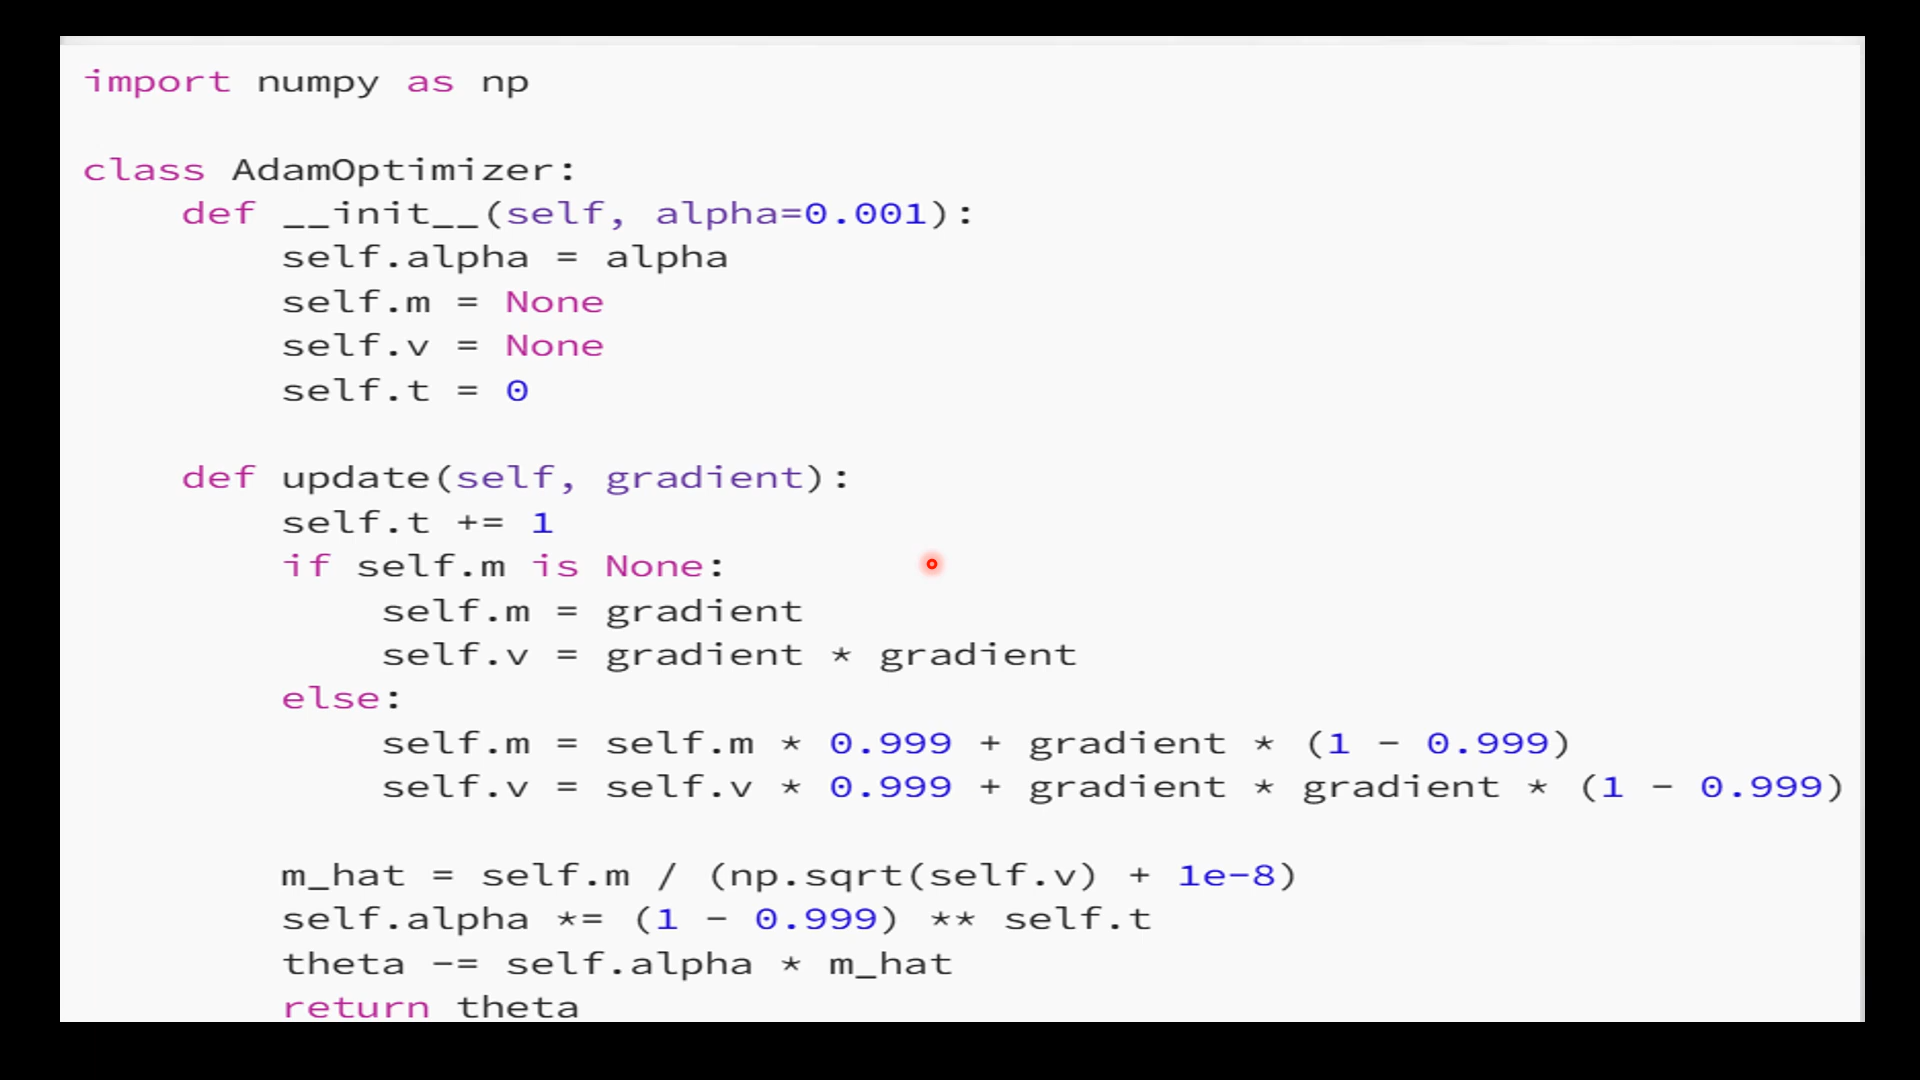 import numpy as np
class AdamOptimizer:
def __init__(self, alpha=0.001):
self.alpha = alpha
self.m = None
self.v = None
self.t = 0
def update(self, gradient):
self.t += 1
if self.m is None:
self.m = gradient
self.v = gradient * gradient
else:
self.m = self.m * 0.999 + gradient * (1 - 0.999)
self.v = self.v * 0.999 + gradient * gradient * (1 - 0.999)
m_hat = self.m / (np.sqrt(self.v) + 1e-8)
self.alpha *= (1 - 0.999) ** self.t
theta -= self.alpha * m_hat
return theta